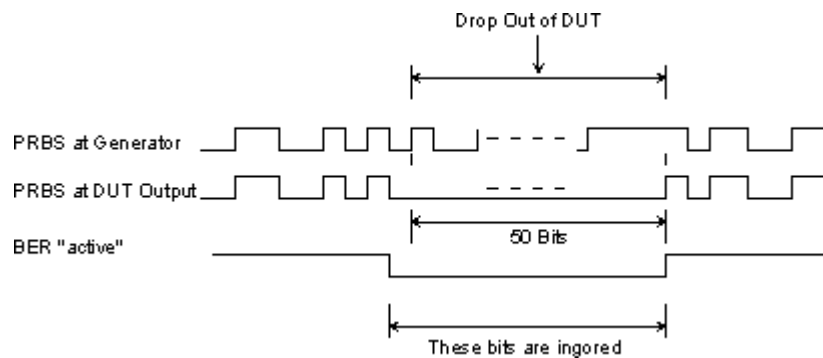 Drop Out of DUT
PRBS at Generator
PRBS at DUT Output
50 Bits
BER "active"
These bits are ingored